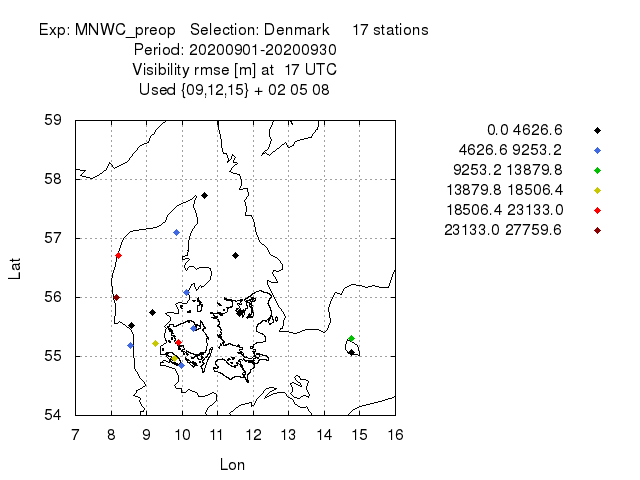 Exp: MNWC_preop   Selection: Denmark     17 stations
Period: 20200901-20200930
Visibility rmse [m] at  17 UTC
Used {09,12,15} + 02 05 08
0.0 4626.6
4626.6 9253.2
9253.2 13879.8
13879.8 18506.4
18506.4 23133.0
23133.0 27759.6
59
58
57
56
55
54
Lat
7 8 9 10 11 12 13 14 15 16
Lon